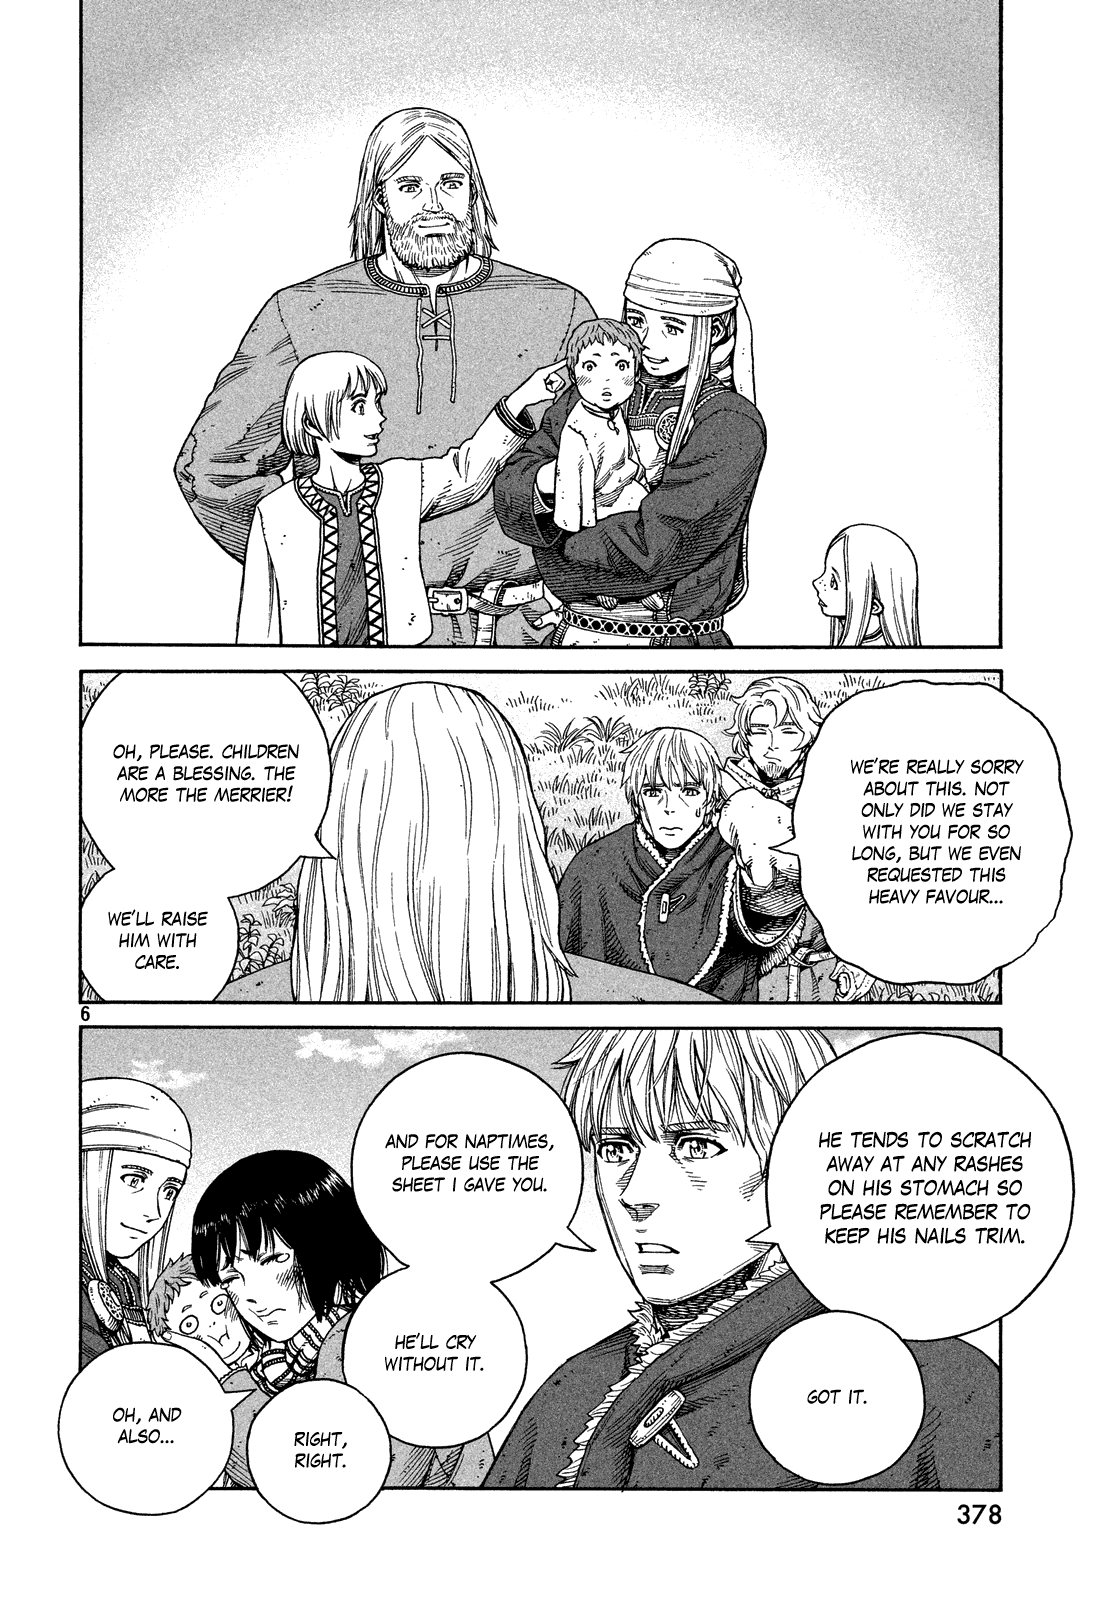 WE'RE REALLY SORRY
ABOUT THIS. NOT
ONLY DID WE STAY
WITH YOU FOR SO
LONG, BUT WE EVEN
REQUESTED THIS
HEAVY FAVOUR...
OH, PLEASE. CHILDREN
ARE A BLESSING. THE
MORE THE MERRIER!
WE'LL RAISE
HIM WITH
CARE.
6
HE TENDS TO SCRATCH
AWAY AT ANY RASHES
ON HIS STOMACH SO
PLEASE REMEMBER TO
KEEP HIS NAILS TRIM.
GOT IT.
AND FOR NAPTIMES,
PLEASE USE THE
SHEET I GAVE YOU.
HE'LL CRY
WITHOUT IT.
RIGHT,
RIGHT.
OH, AND
ALSO...
378